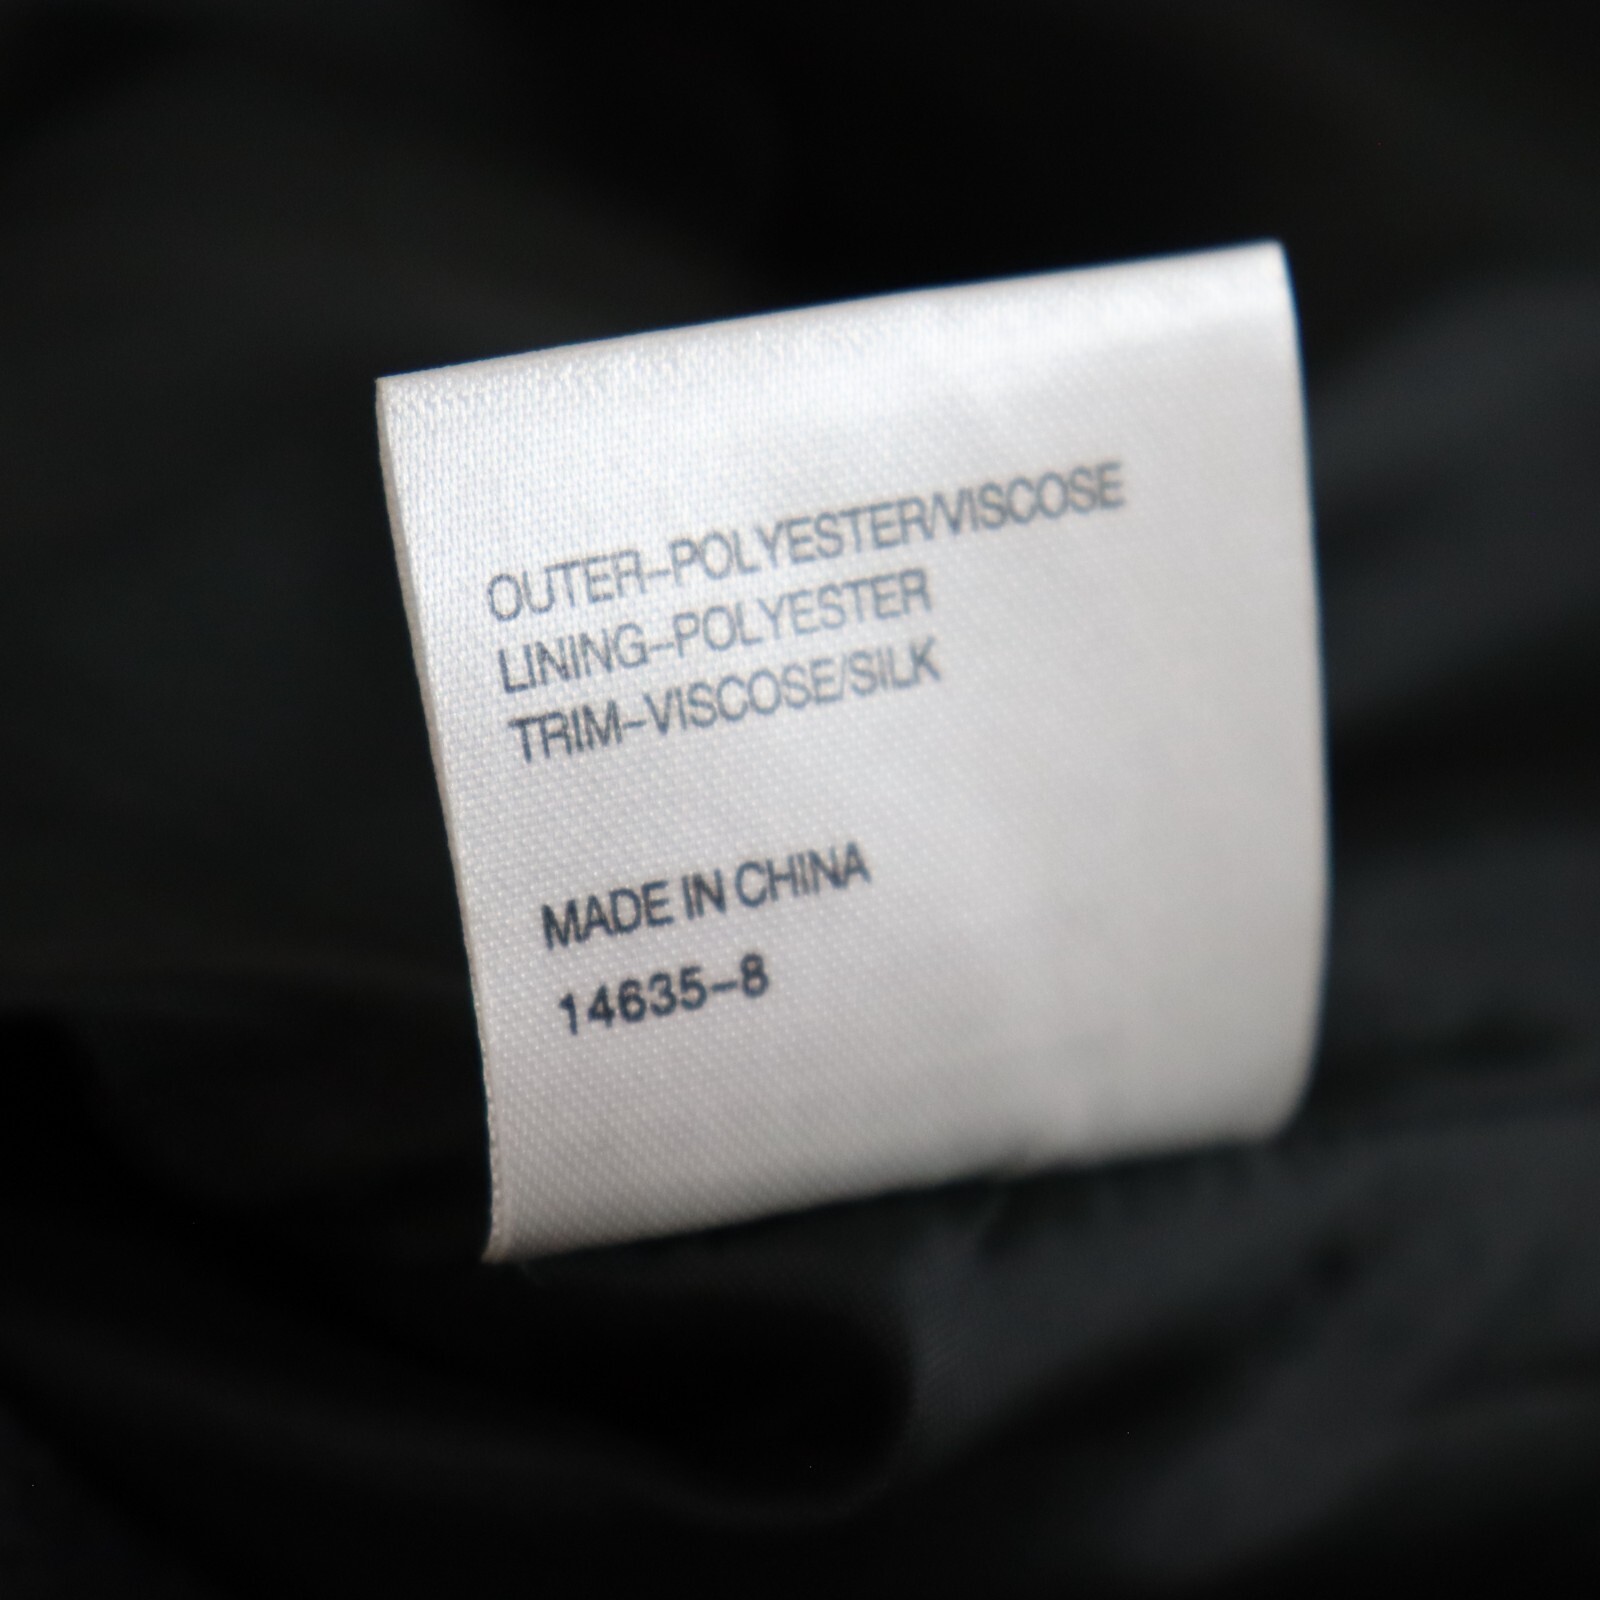 OUTER-POLYESTER/VISCOSE
LINING-POLYESTER
TRIM-VISCOSE/SILK
MADE IN CHINA
14635-8